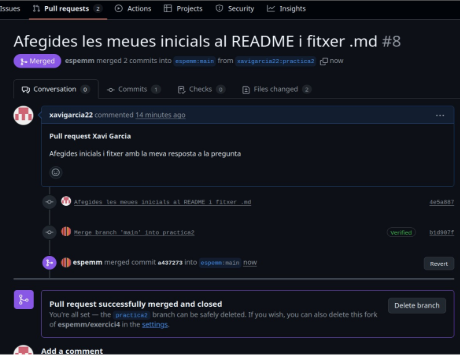 Issues Pull requests 2 Actions Projects Security Insights
Afegides les meues inicials al README i fitxer .md #8
Merged espemm merged 2 commits into espemm:main from xavigarcia22:practica2 now
Conversation 0 Commits 1 Checks 0 Files changed 2
xavigarcia22 commented 14 minutes ago
Pull request Xavi Garcia
Afegides inicials i fitxer amb la meva resposta a la pregunta
Afegides les meues inicials al README i fitxer .md
Merge branch 'main' into practica2 Verified
espemm merged commit a437273 into espemm:main now Revert
Pull request successfully merged and closed
You're all set — the practica2 branch can be safely deleted. If you wish, you can also delete this fork
of espemm/exercici4 in the settings.
Delete branch
Add a comment